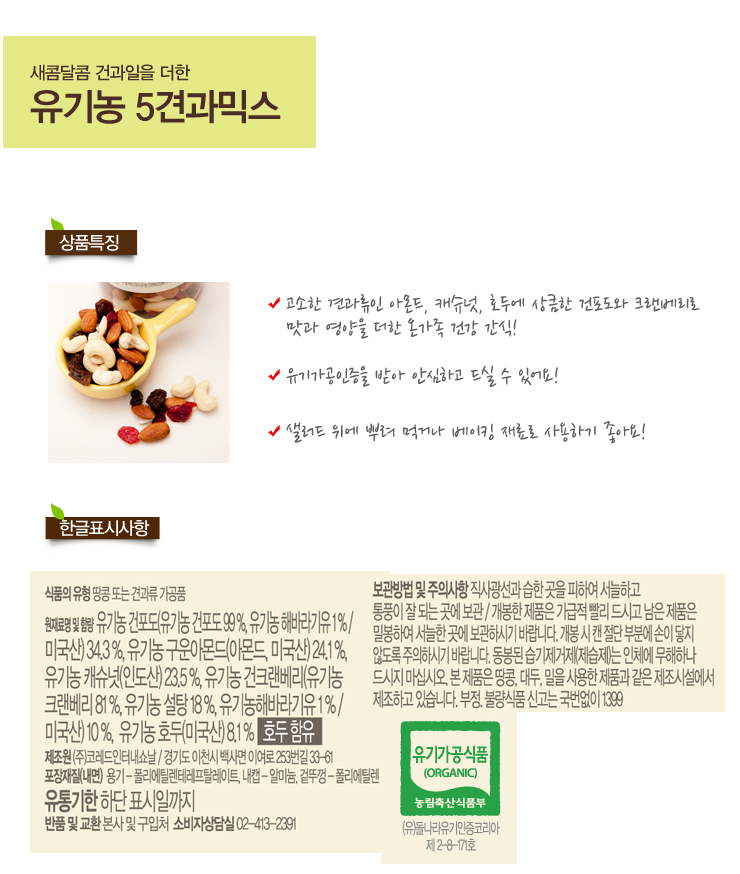 새콤달콤 건과일을 더한
유기농 5견과믹스
상품특징
고소한 견과류인 아몬드, 캐슈넛, 호두에 상큼한 건포도와 크랜베리로
맛과 영양을 더한 온가족 건강 간식!
유기가공인증을 받아 안심하고 드실 수 있어요!
샐러드 위에 뿌려 먹거나 베이킹 재료로 사용하기 좋아요!
한글표시사항
식품의 유형 땅콩 또는 견과류 가공품
원재료명 및 함량 유기농 건포도(유기농 건포도 99 %, 유기농 해바라기유 1 % /
미국산) 34.3 %, 유기농 구운아몬드(아몬드, 미국산) 24.1 %,
유기농 캐슈넛(인도산) 23.5 %, 유기농 건크랜베리(유기농
크랜베리 81 %, 유기농 설탕 18 %, 유기농해바라기유 1 % /
미국산) 10 %, 유기농 호두(미국산) 8.1 % 호두 함유
제조원 (주)코레드인터내쇼날 / 경기도 이천시 백사면 이여로 253번길 33-61
포장재질(내면) 용기 - 폴리에틸렌테레프탈레이트, 내캡 - 알미늄, 겉뚜껑 - 폴리에틸렌
유통기한 하단 표시일까지
반품 및 교환 본사 및 구입처 소비자상담실 02-413-2391
보관방법 및 주의사항 직사광선과 습한 곳을 피하여 서늘하고
통풍이 잘 되는 곳에 보관 / 개봉한 제품은 가급적 빨리 드시고 남은 제품은
밀봉하여 서늘한 곳에 보관하시기 바랍니다. 개봉 시 캔 절단 부분에 손이 닿지
않도록 주의하시기 바랍니다. 동봉된 습기제거제(제습제)는 인체에 무해하나
드시지 마십시오. 본 제품은 땅콩, 대두, 밀을 사용한 제품과 같은 제조시설에서
제조하고 있습니다. 부정·불량식품 신고는 국번없이 1399
유기가공식품
(ORGANIC)
농림축산식품부
(유)돌나라유기인증코리아
제 2-8-171호